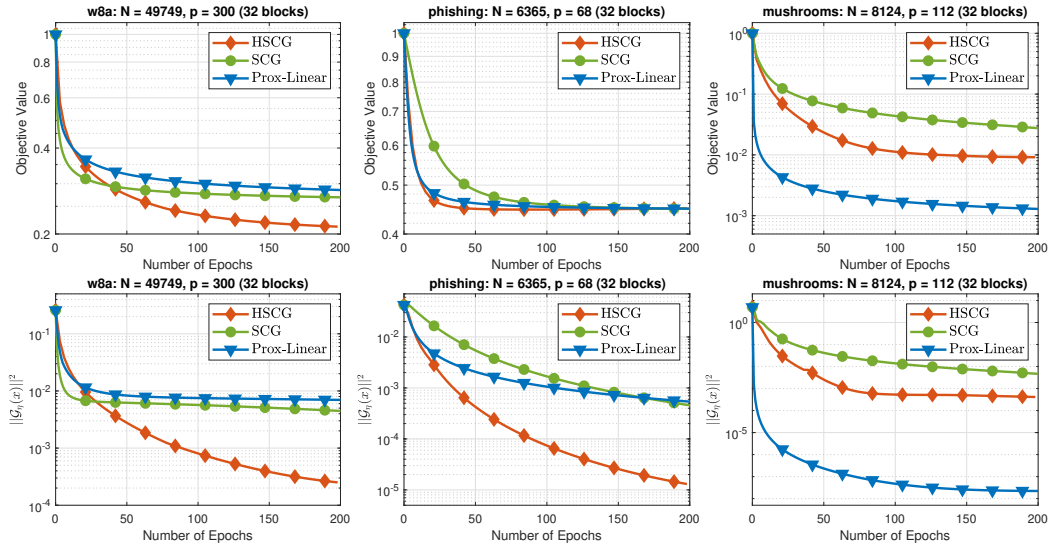 w8a: N = 49749, p = 300 (32 blocks)
1
0.8
0.6
0.4
0.2
Objective Value
HSCG
SCG
Prox-Linear
0 50 100 150 200
Number of Epochs
phishing: N = 6365, p = 68 (32 blocks)
1
0.9
0.8
0.7
0.6
0.5
0.4
Objective Value
HSCG
SCG
Prox-Linear
0 50 100 150 200
Number of Epochs
mushrooms: N = 8124, p = 112 (32 blocks)
10^0
10^-1
10^-2
10^-3
Objective Value
HSCG
SCG
Prox-Linear
0 50 100 150 200
Number of Epochs
w8a: N = 49749, p = 300 (32 blocks)
10^-1
10^-2
10^-3
10^-4
||𝒢_η(x)||^2
HSCG
SCG
Prox-Linear
0 50 100 150 200
Number of Epochs
phishing: N = 6365, p = 68 (32 blocks)
10^-2
10^-3
10^-4
10^-5
||𝒢_η(x)||^2
HSCG
SCG
Prox-Linear
0 50 100 150 200
Number of Epochs
mushrooms: N = 8124, p = 112 (32 blocks)
10^0
10^-5
||𝒢_η(x)||^2
HSCG
SCG
Prox-Linear
0 50 100 150 200
Number of Epochs